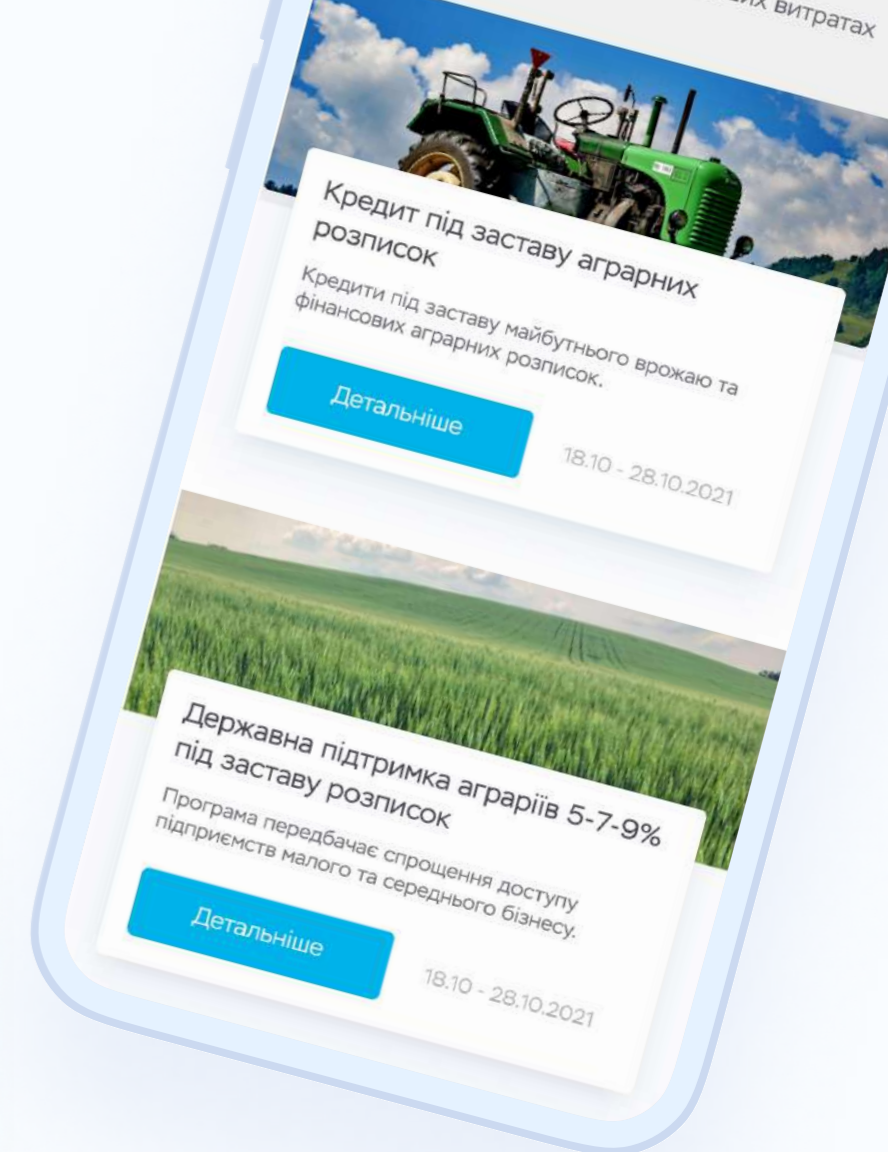 витратах
Кредит під заставу аграрних
розписок
Кредити під заставу майбутнього врожаю та
фінансових аграрних розписок.
Детальніше
18.10 - 28.10.2021
Державна підтримка аграріїв 5-7-9%
під заставу розписок
Програма передбачає спрощення доступу
підприємств малого та середнього бізнесу.
Детальніше
18.10 - 28.10.2021